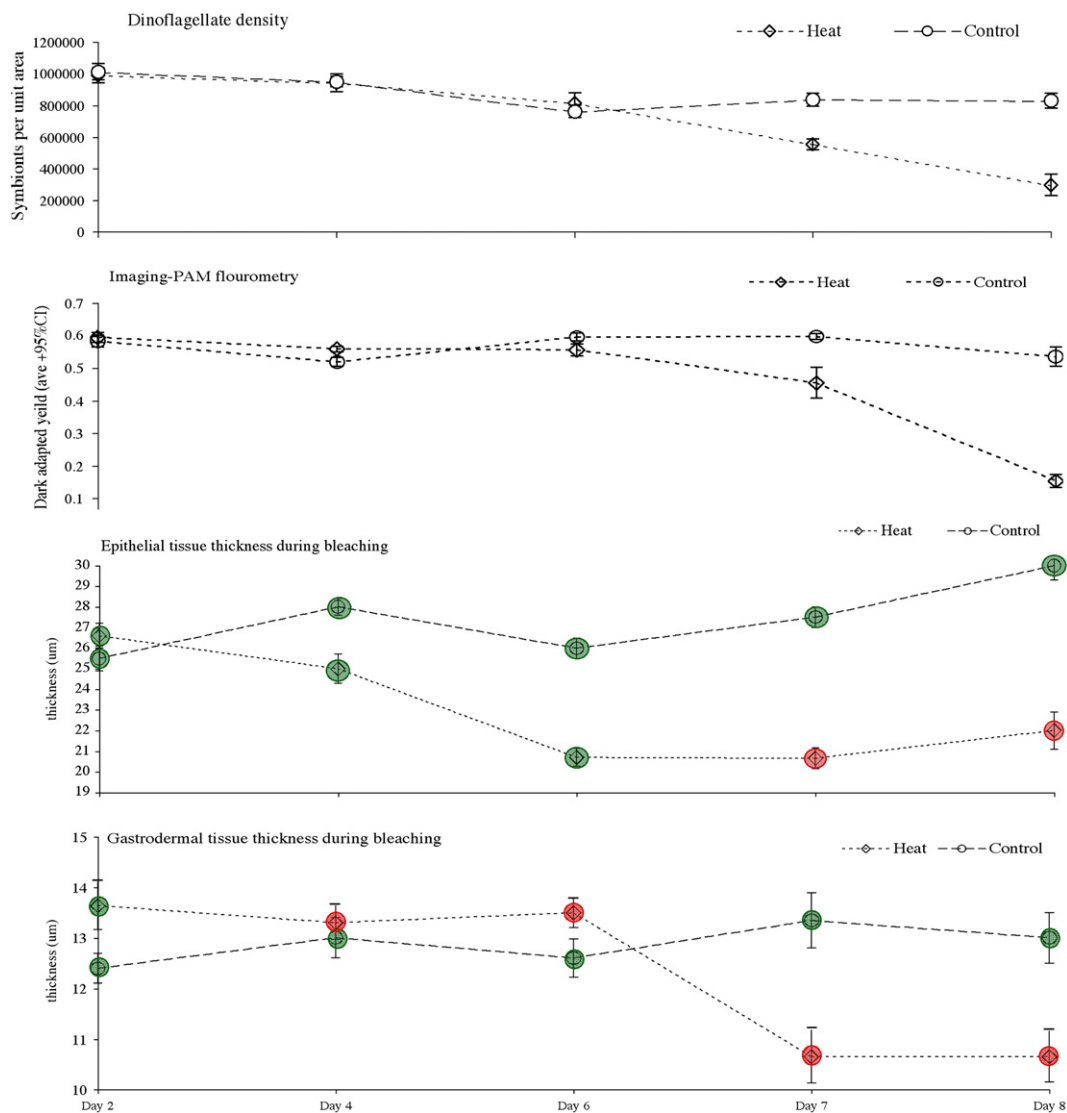 Dinoflagellate density
Heat
Control
Symbionts per unit area
1200000
1000000
800000
600000
400000
200000
0
Imaging-PAM flourometry
Heat
Control
Dark adapted yeild (ave +95%CI)
0.7
0.6
0.5
0.4
0.3
0.2
0.1
Heat
Control
Epithelial tissue thickness during bleaching
thickness (um)
30
29
28
27
26
25
24
23
22
21
20
19
Gastrodermal tissue thickness during bleaching
Heat
Control
thickness (um)
15
14
13
12
11
10
Day 2
Day 4
Day 6
Day 7
Day 8